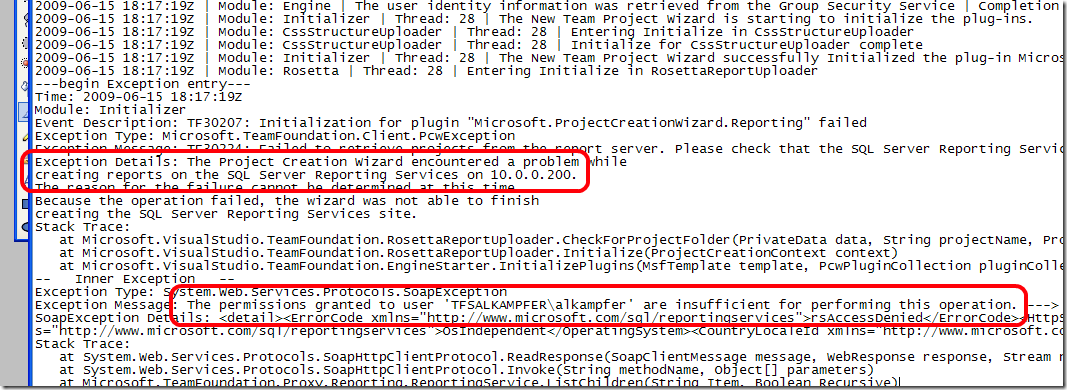 2009-06-15 18:17:19Z | Module: Engine | The user identity information was retrieved from the Group Security Service | Completion
2009-06-15 18:17:19Z | Module: Initializer | Thread: 28 | The New Team Project Wizard is starting to initialize the plug-ins.
2009-06-15 18:17:19Z | Module: CssStructureUploader | Thread: 28 | Entering Initialize in CssStructureUploader
2009-06-15 18:17:19Z | Module: CssStructureUploader | Thread: 28 | Initialize for CssStructureUploader complete
2009-06-15 18:17:19Z | Module: Initializer | Thread: 28 | The New Team Project Wizard successfully Initialized the plug-in Micros
2009-06-15 18:17:19Z | Module: Rosetta | Thread: 28 | Entering Initialize in RosettaReportUploader
---begin Exception entry---
Time: 2009-06-15 18:17:19Z
Module: Initializer
Event Description: TF30207: Initialization for plugin "Microsoft.ProjectCreationWizard.Reporting" failed
Exception Type: Microsoft.TeamFoundation.Client.PcwException
Exception Message: TF30224: Failed to retrieve projects from the report server. Please check that the SQL Server Reporting Servic
Exception Details: The Project Creation Wizard encountered a problem while
creating reports on the SQL Server Reporting Services on 10.0.0.200.
The reason for the failure cannot be determined at this time.
Because the operation failed, the wizard was not able to finish
creating the SQL Server Reporting Services site.
Stack Trace:
at Microsoft.VisualStudio.TeamFoundation.RosettaReportUploader.CheckForProjectFolder(PrivateData data, String projectName, Pro
at Microsoft.VisualStudio.TeamFoundation.RosettaReportUploader.Initialize(ProjectCreationContext context)
at Microsoft.VisualStudio.TeamFoundation.EngineStarter.InitializePlugins(MsfTemplate template, PcwPluginCollection pluginColle
-- Inner Exception --
Exception Type: System.Web.Services.Protocols.SoapException
Exception Message: The permissions granted to user 'TFSALKAMPFER\alkampfer' are insufficient for performing this operation. --->
SoapException Details: <detail><ErrorCode xmlns="http://www.microsoft.com/sql/reportingservices">rsAccessDenied</ErrorCode><HttpS
s="http://www.microsoft.com/sql/reportingservices">OsIndependent</OperatingSystem><CountryLocaleId xmlns="http://www.microsoft.co
Stack Trace:
at System.Web.Services.Protocols.SoapHttpClientProtocol.ReadResponse(SoapClientMessage message, WebResponse response, Stream r
at System.Web.Services.Protocols.SoapHttpClientProtocol.Invoke(String methodName, Object[] parameters)
at Microsoft.TeamFoundation.Proxy.Reporting.ReportingService.ListChildren(String Item, Boolean Recursive)